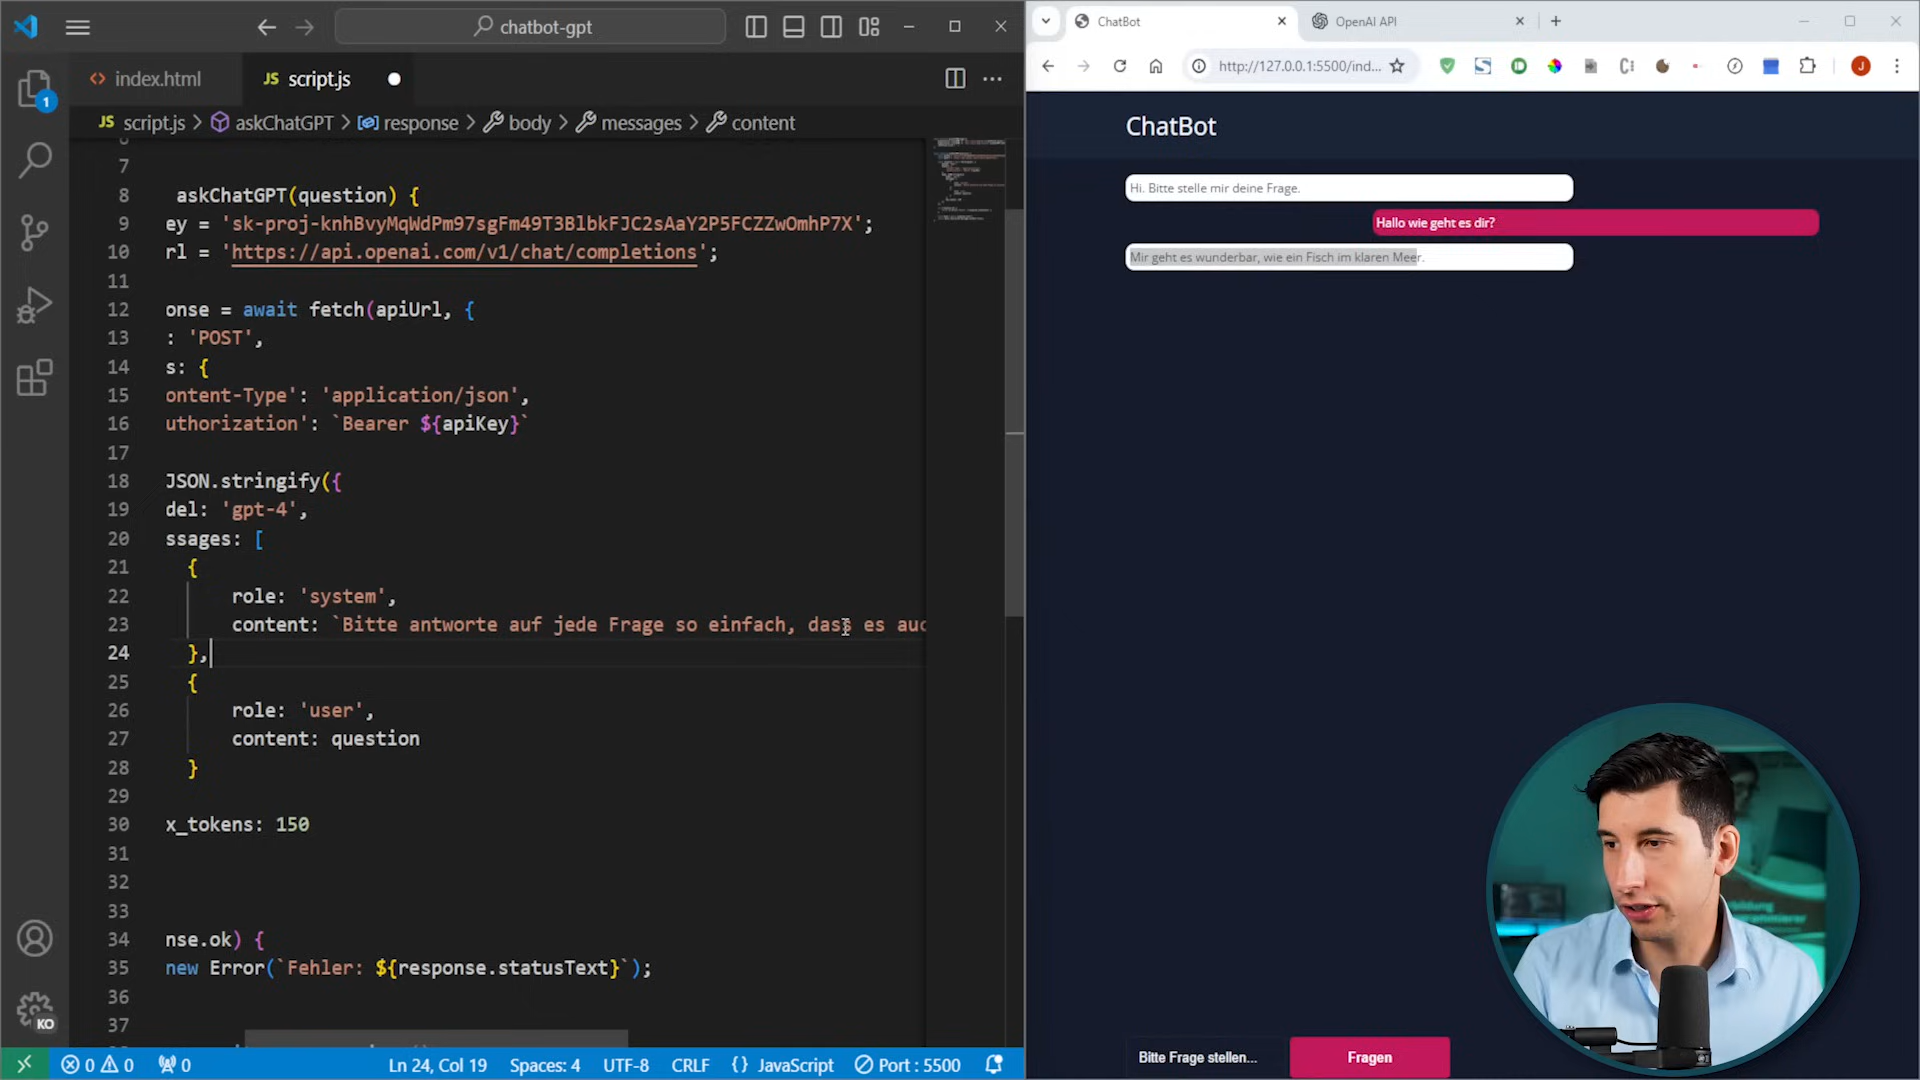 chatbot-gpt
index.html
JS script.js
JS script.js > askChatGPT > response > body > messages > content
1
7
8 askChatGPT(question) {
9 ey = 'sk-proj-knhBvyMqWdPm97sgFm49T3BlbkFJC2sAaY2P5FCZZwOmhP7X';
10 rl = 'https://api.openai.com/v1/chat/completions';
11
12 onse = await fetch(apiUrl, {
13 : 'POST',
14 s: {
15 ontent-Type': 'application/json',
16 uthorization': `Bearer ${apiKey}`
17
18 JSON.stringify({
19 del: 'gpt-4',
20 ssages: [
21 {
22 role: 'system',
23 content: `Bitte antworte auf jede Frage so einfach, dass es auc
24 },
25 {
26 role: 'user',
27 content: question
28 }
29
30 x_tokens: 150
31
32
33
34 nse.ok) {
35 new Error(`Fehler: ${response.statusText}`);
36
37
KO
0 0 0 Ln 24, Col 19 Spaces: 4 UTF-8 CRLF {} JavaScript Port : 5500
ChatBot
OpenAI API
http://127.0.0.1:5500/ind...
J
ChatBot
Hi. Bitte stelle mir deine Frage.
Hallo wie geht es dir?
Mir geht es wunderbar, wie ein Fisch im klaren Meer.
Bitte Frage stellen...
Fragen